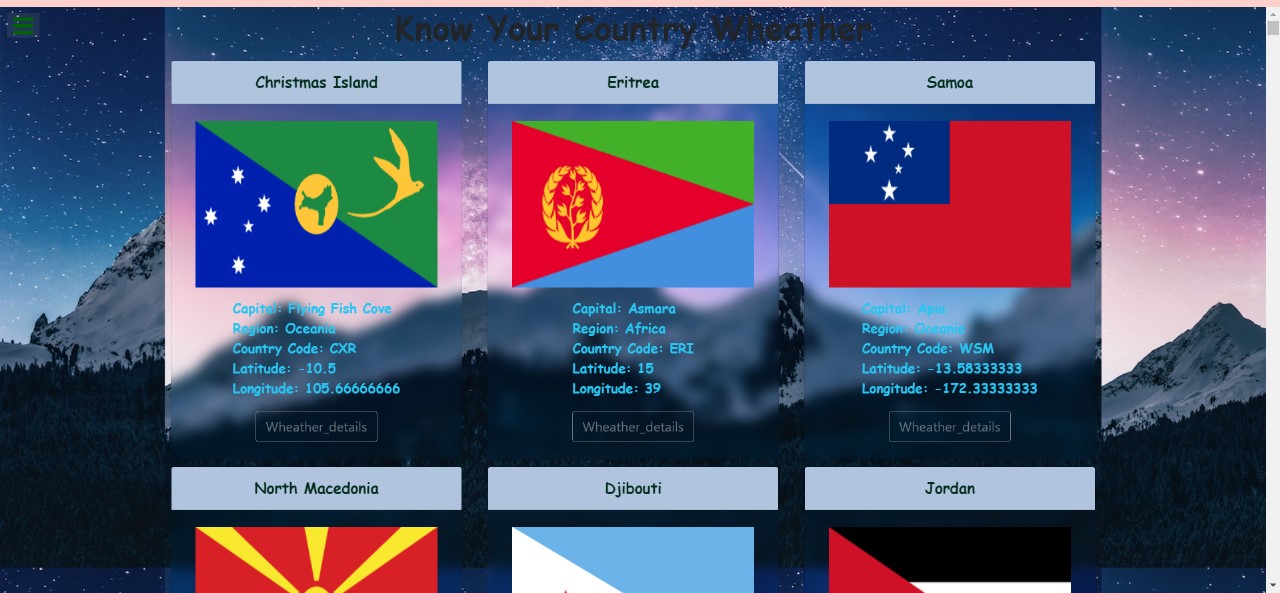 Know Your Country Wheather
Christmas Island
Capital: Flying Fish Cove
Region: Oceania
Country Code: CXR
Latitude: -10.5
Longitude: 105.66666666
Wheather_details
Eritrea
Capital: Asmara
Region: Africa
Country Code: ERI
Latitude: 15
Longitude: 39
Wheather_details
Samoa
Capital: Apia
Region: Oceania
Country Code: WSM
Latitude: -13.58333333
Longitude: -172.33333333
Wheather_details
North Macedonia
Djibouti
Jordan